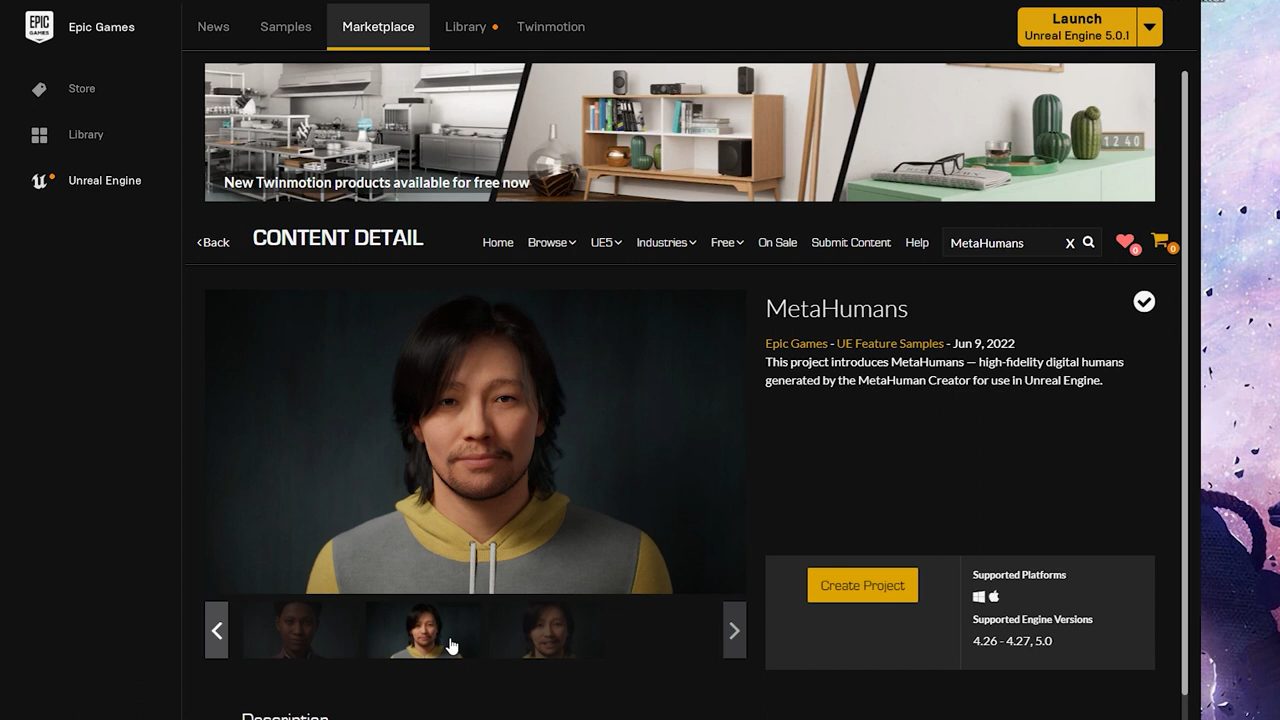 EPIC GAMES
Epic Games
News
Samples
Marketplace
Library
Twinmotion
Launch
Unreal Engine 5.0.1
Store
Library
Unreal Engine
New Twinmotion products available for free now
1240
Back
CONTENT DETAIL
Home
Browse
UE5
Industries
Free
On Sale
Submit Content
Help
MetaHumans
X
0
0
MetaHumans
Epic Games - UE Feature Samples - Jun 9, 2022
This project introduces MetaHumans — high-fidelity digital humans
generated by the MetaHuman Creator for use in Unreal Engine.
Create Project
Supported Platforms
Supported Engine Versions
4.26 - 4.27, 5.0
Description